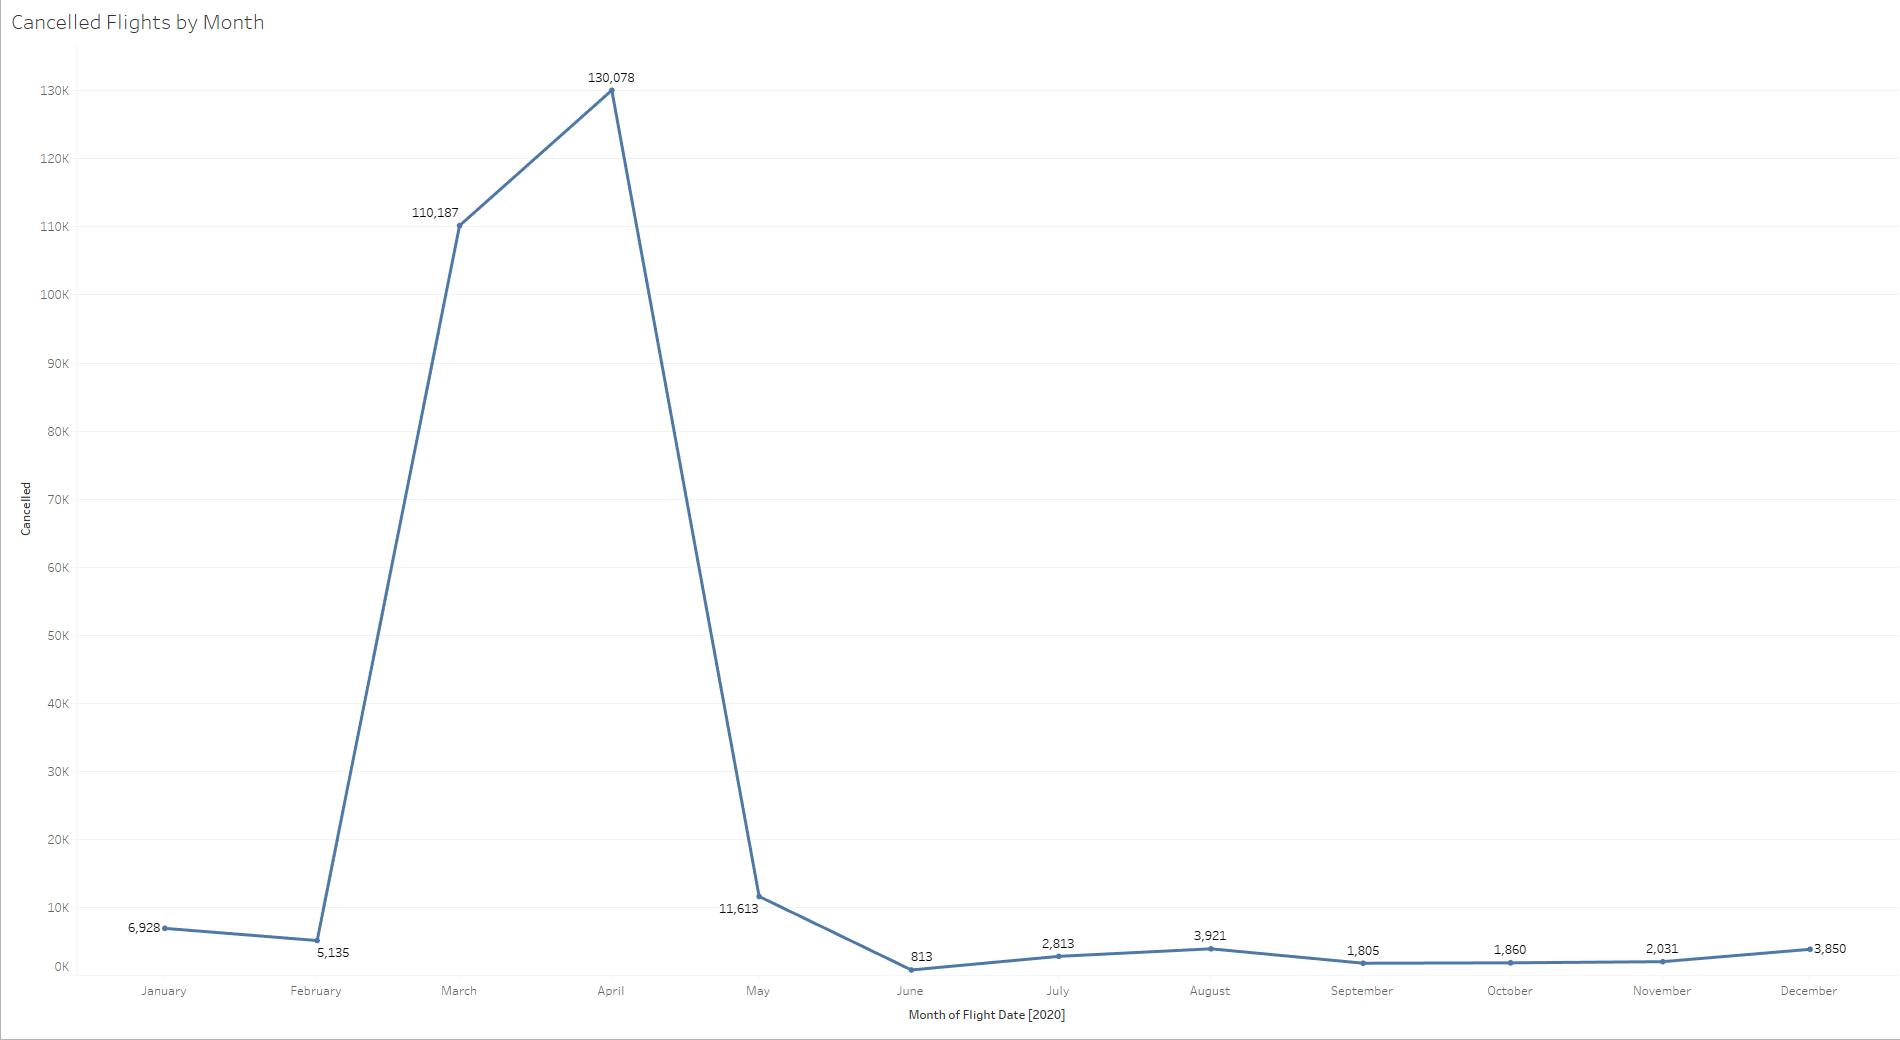 Cancelled Flights by Month
130K
120K
110K
100K
90K
80K
70K
60K
50K
40K
30K
20K
10K
0K
Cancelled
6,928
5,135
110,187
130,078
11,613
813
2,813
3,921
1,805
1,860
2,031
3,850
January February March April May June July August September October November December
Month of Flight Date [2020]